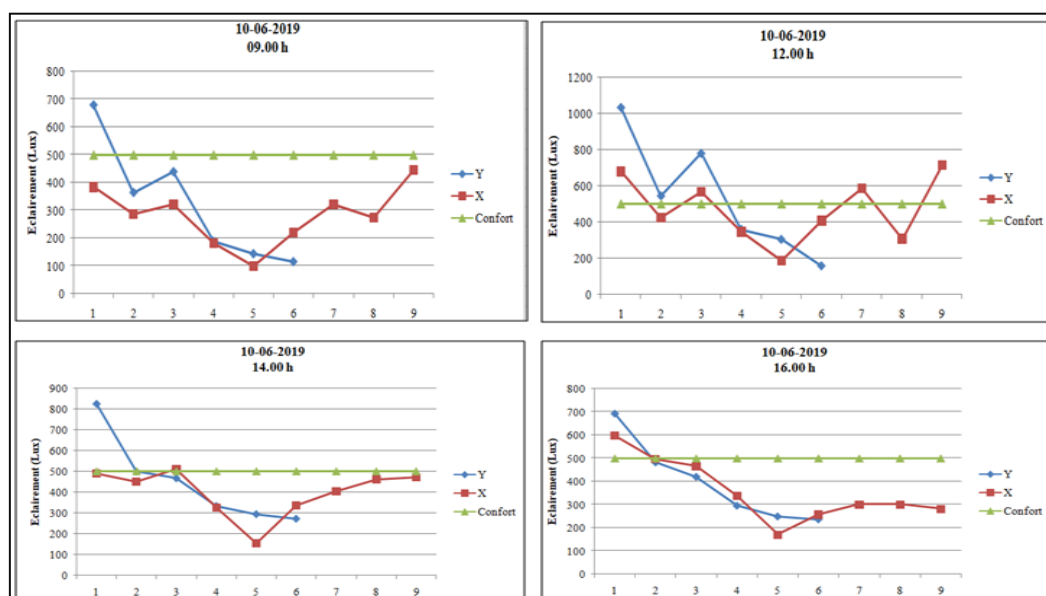 10-06-2019
09.00 h
Eclairement (Lux)
800
700
600
500
400
300
200
100
0
1 2 3 4 5 6 7 8 9
Y
X
Confort
10-06-2019
12.00 h
Eclairement (Lux)
1200
1000
800
600
400
200
0
1 2 3 4 5 6 7 8 9
Y
X
Confort
10-06-2019
14.00 h
Eclairement (Lux)
900
800
700
600
500
400
300
200
100
0
1 2 3 4 5 6 7 8 9
Y
X
Confort
10-06-2019
16.00 h
Eclairement (Lux)
800
700
600
500
400
300
200
100
0
1 2 3 4 5 6 7 8 9
Y
X
Confort